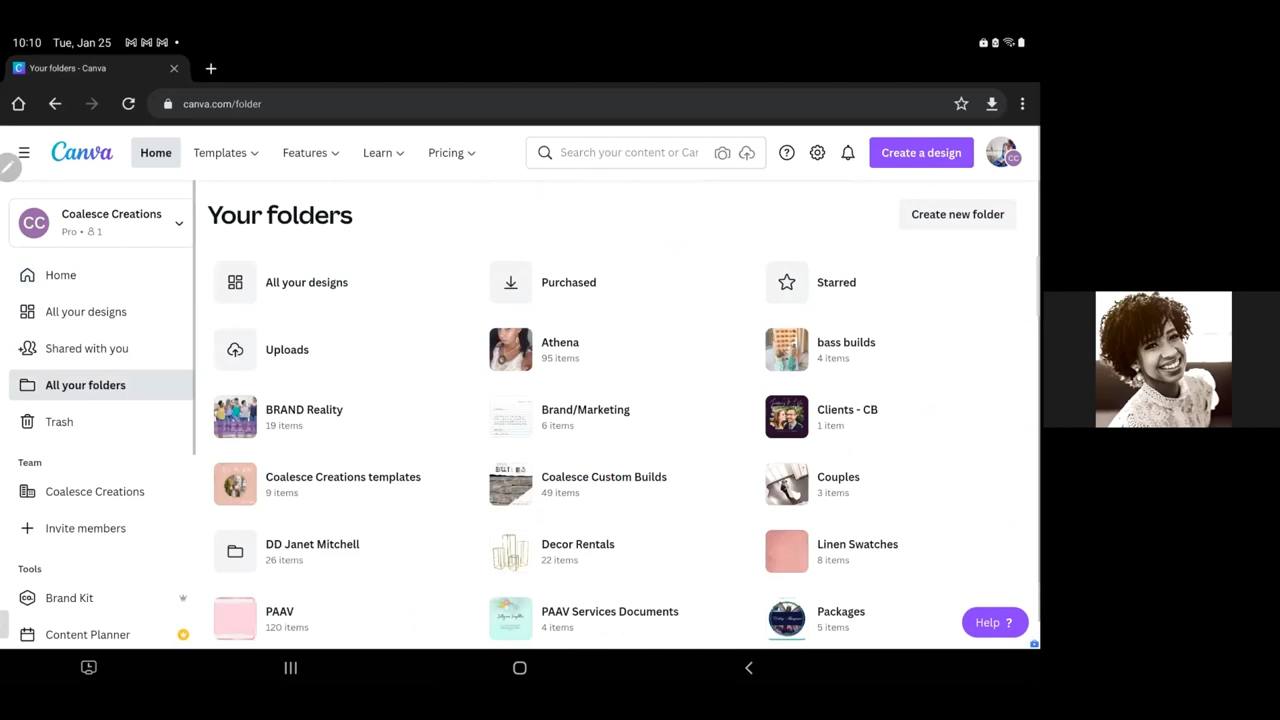 10:10 Tue, Jan 25
Your folders - Canva
canva.com/folder
Canva Home Templates Features Learn Pricing Search your content or Car Create a design CC
CC Coalesce Creations
Pro • 1
Home
All your designs
Shared with you
All your folders
Trash
Team
Coalesce Creations
Invite members
Tools
CO. Brand Kit
Content Planner
Your folders Create new folder
All your designs Purchased Starred
Uploads
Athena
95 items
bass builds
4 items
BRAND Reality
19 items
Brand/Marketing
6 items
Clients - CB
1 item
Coalesce Creations templates
9 items
Coalesce Custom Builds
49 items
Couples
3 items
DD Janet Mitchell
26 items
Decor Rentals
22 items
Linen Swatches
8 items
PAAV
120 items
PAAV Services Documents
4 items
Packages
5 items
Help ?